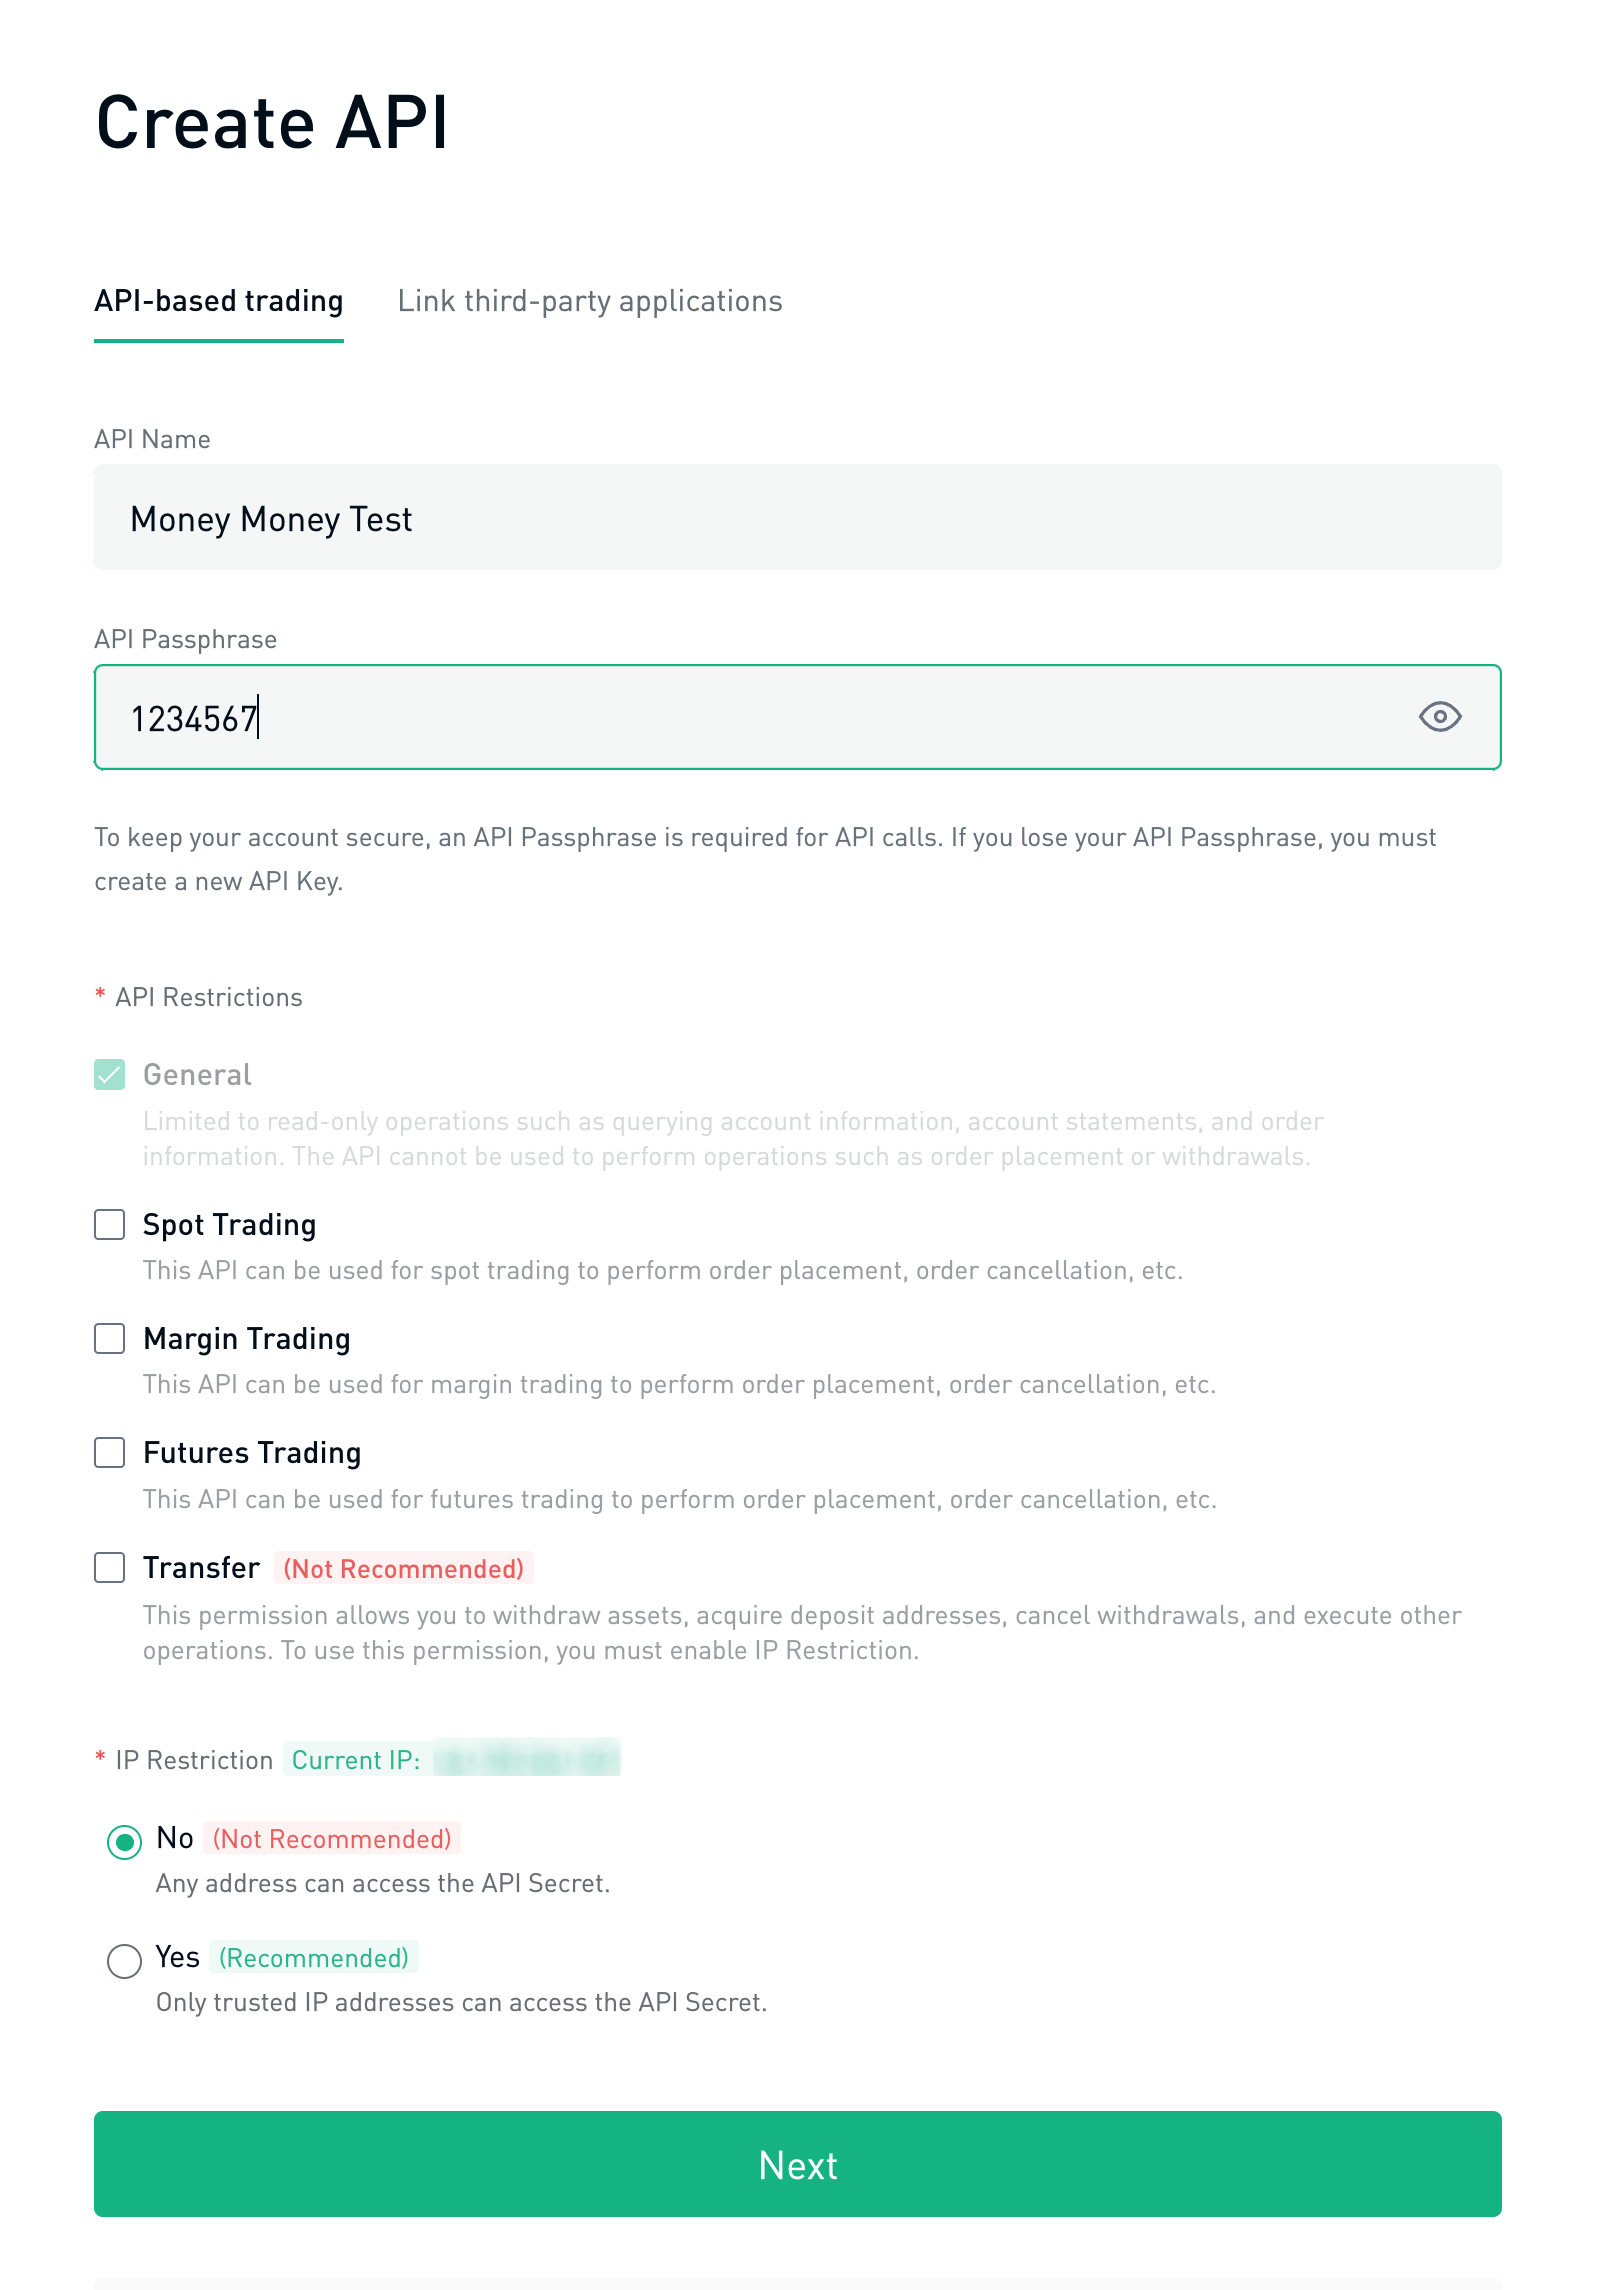 Create API
API-based trading
Link third-party applications
API Name
Money Money Test
API Passphrase
1234567
To keep your account secure, an API Passphrase is required for API calls. If you lose your API Passphrase, you must
create a new API Key.
* API Restrictions
General
Limited to read-only operations such as querying account information, account statements, and order
information. The API cannot be used to perform operations such as order placement or withdrawals.
Spot Trading
This API can be used for spot trading to perform order placement, order cancellation, etc.
Margin Trading
This API can be used for margin trading to perform order placement, order cancellation, etc.
Futures Trading
This API can be used for futures trading to perform order placement, order cancellation, etc.
Transfer (Not Recommended)
This permission allows you to withdraw assets, acquire deposit addresses, cancel withdrawals, and execute other
operations. To use this permission, you must enable IP Restriction.
* IP Restriction Current IP:
No (Not Recommended)
Any address can access the API Secret.
Yes (Recommended)
Only trusted IP addresses can access the API Secret.
Next